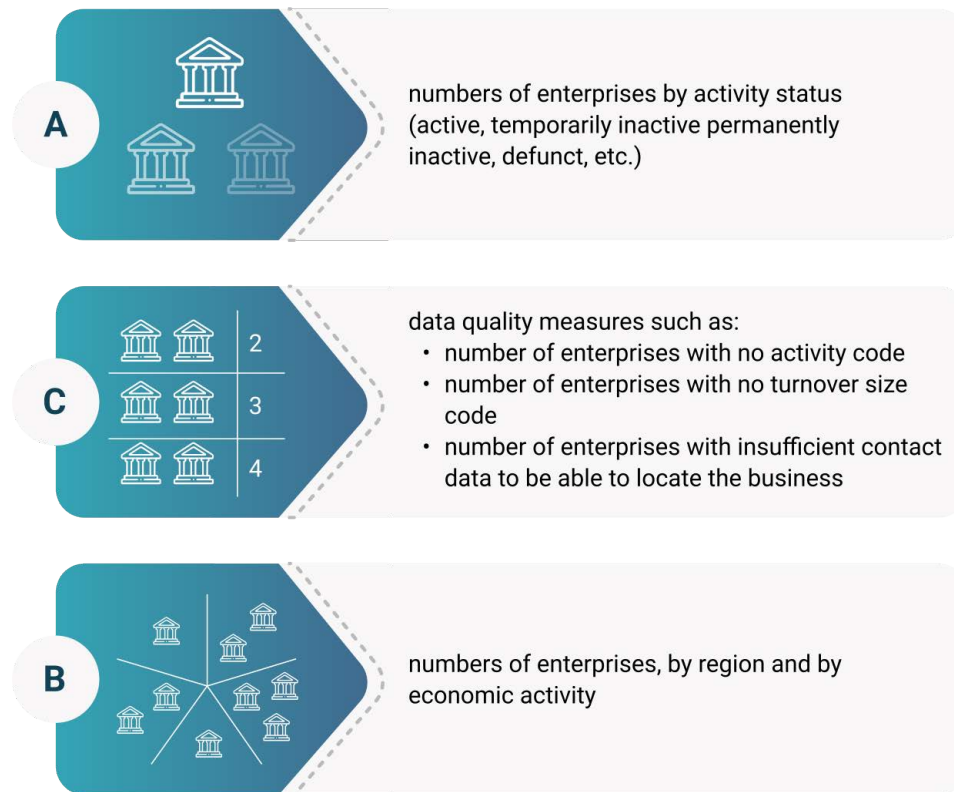 A
numbers of enterprises by activity status
(active, temporarily inactive permanently
inactive, defunct, etc.)
C
2
3
4
data quality measures such as:
• number of enterprises with no activity code
• number of enterprises with no turnover size
code
• number of enterprises with insufficient contact
data to be able to locate the business
B
numbers of enterprises, by region and by
economic activity